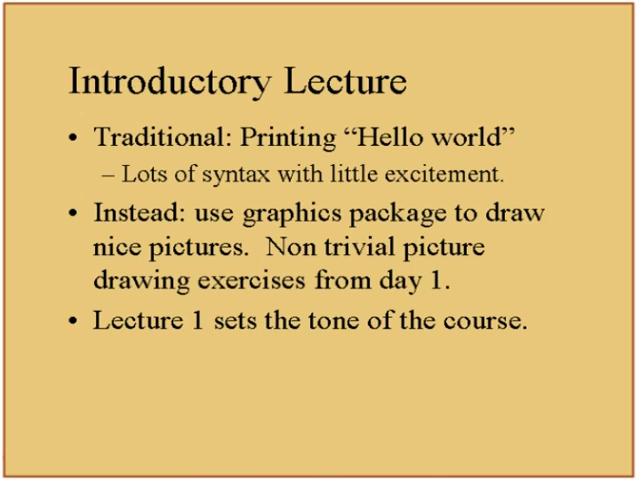 Introductory Lecture
• Traditional: Printing “Hello world”
– Lots of syntax with little excitement.
• Instead: use graphics package to draw
nice pictures.  Non trivial picture
drawing exercises from day 1.
• Lecture 1 sets the tone of the course.